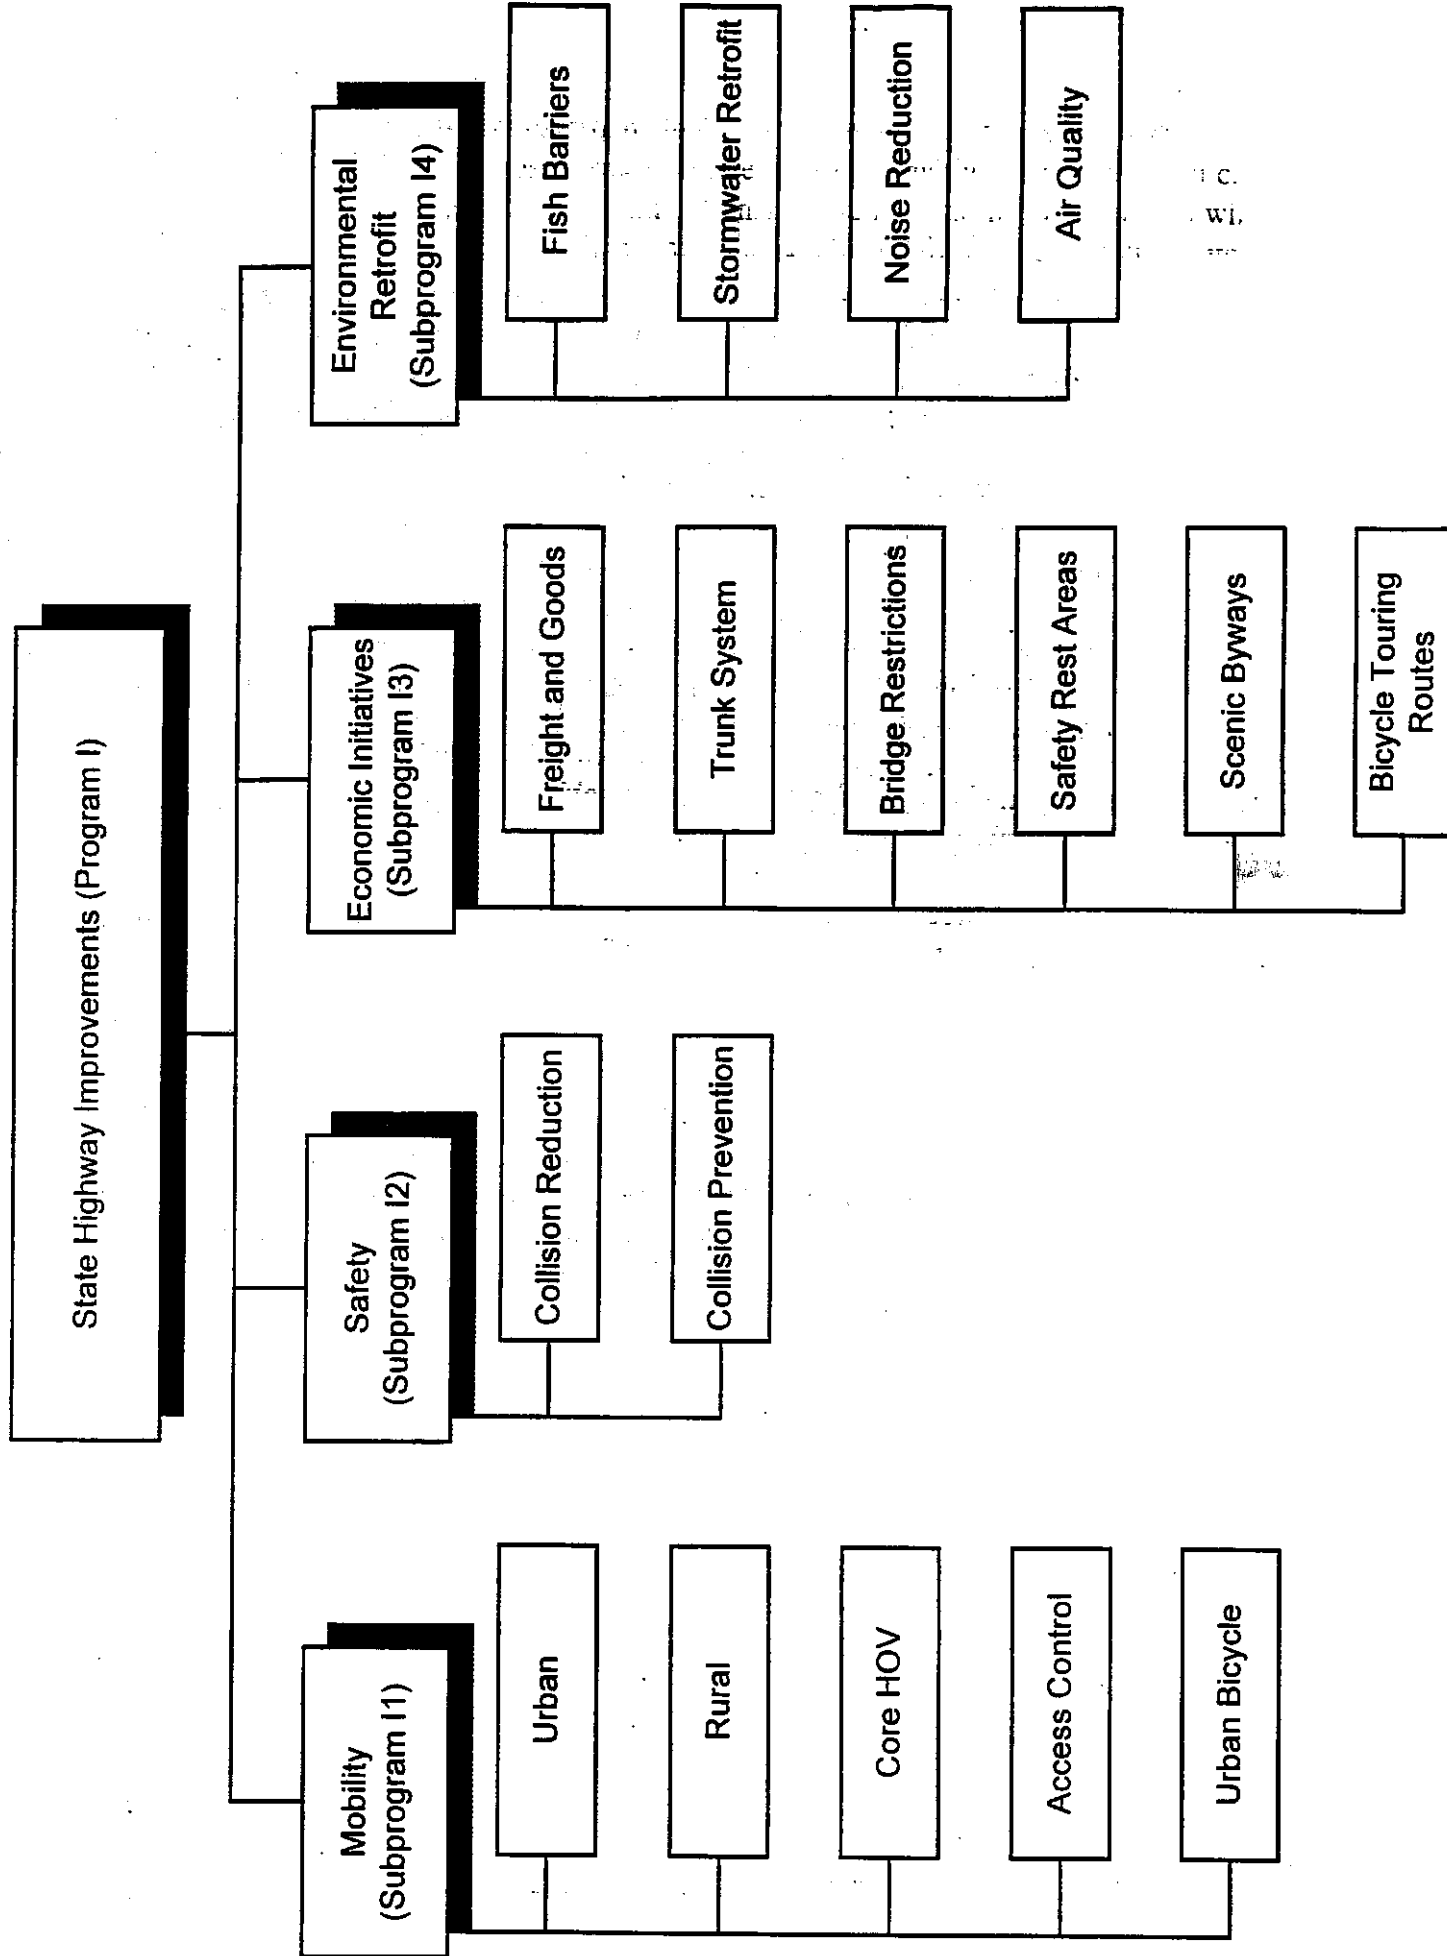 State Highway Improvements (Program I)
Mobility
(Subprogram I1)
Urban
Rural
Core HOV
Access Control
Urban Bicycle
Safety
(Subprogram I2)
Collision Reduction
Collision Prevention
Economic Initiatives
(Subprogram I3)
Freight and Goods
Trunk System
Bridge Restrictions
Safety Rest Areas
Scenic Byways
Bicycle Touring
Routes
Environmental
Retrofit
(Subprogram I4)
Fish Barriers
Stormwater Retrofit
Noise Reduction
Air Quality